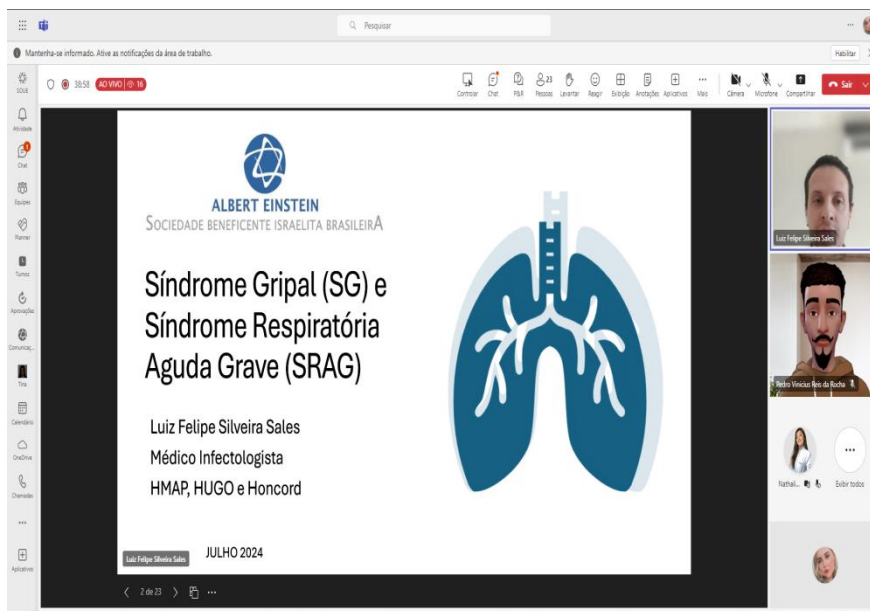 Pesquisar
Mantenha-se informado. Ative as notificações da área de trabalho.
Habilitar
38:58
AO VIVO
16
Controlar
Chat
P&R
23
Pessoas
Levantar
Reagir
Exibição
Anotações
Aplicativos
Mais
Câmera
Microfone
Compartilhar
Sair
Atividade
Chat
Equipes
Planner
Turnos
Aprovações
Comunicaç...
Tina
Calendário
OneDrive
Chamadas
Aplicativos
ALBERT EINSTEIN
SOCIEDADE BENEFICENTE ISRAELITA BRASILEIRA
Síndrome Gripal (SG) e
Síndrome Respiratória
Aguda Grave (SRAG)
Luiz Felipe Silveira Sales
Médico Infectologista
HMAP, HUGO e Honcord
JULHO 2024
Luiz Felipe Silveira Sales
2 de 23
Luiz Felipe Silveira Sales
Pedro Vinicius Reis da Rocha
Nathali...
Exibir todos